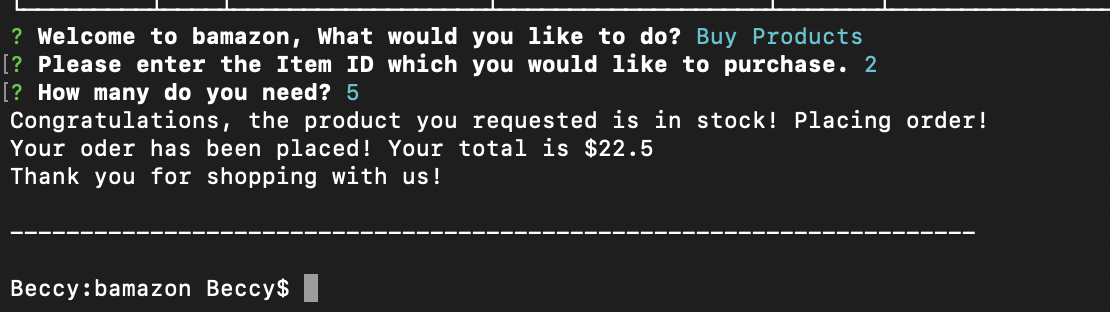 ? Welcome to bamazon, What would you like to do? Buy Products
[? Please enter the Item ID which you would like to purchase. 2
[? How many do you need? 5
Congratulations, the product you requested is in stock! Placing order!
Your oder has been placed! Your total is $22.5
Thank you for shopping with us!
---------------------------------------------------------------------
Beccy:bamazon Beccy$